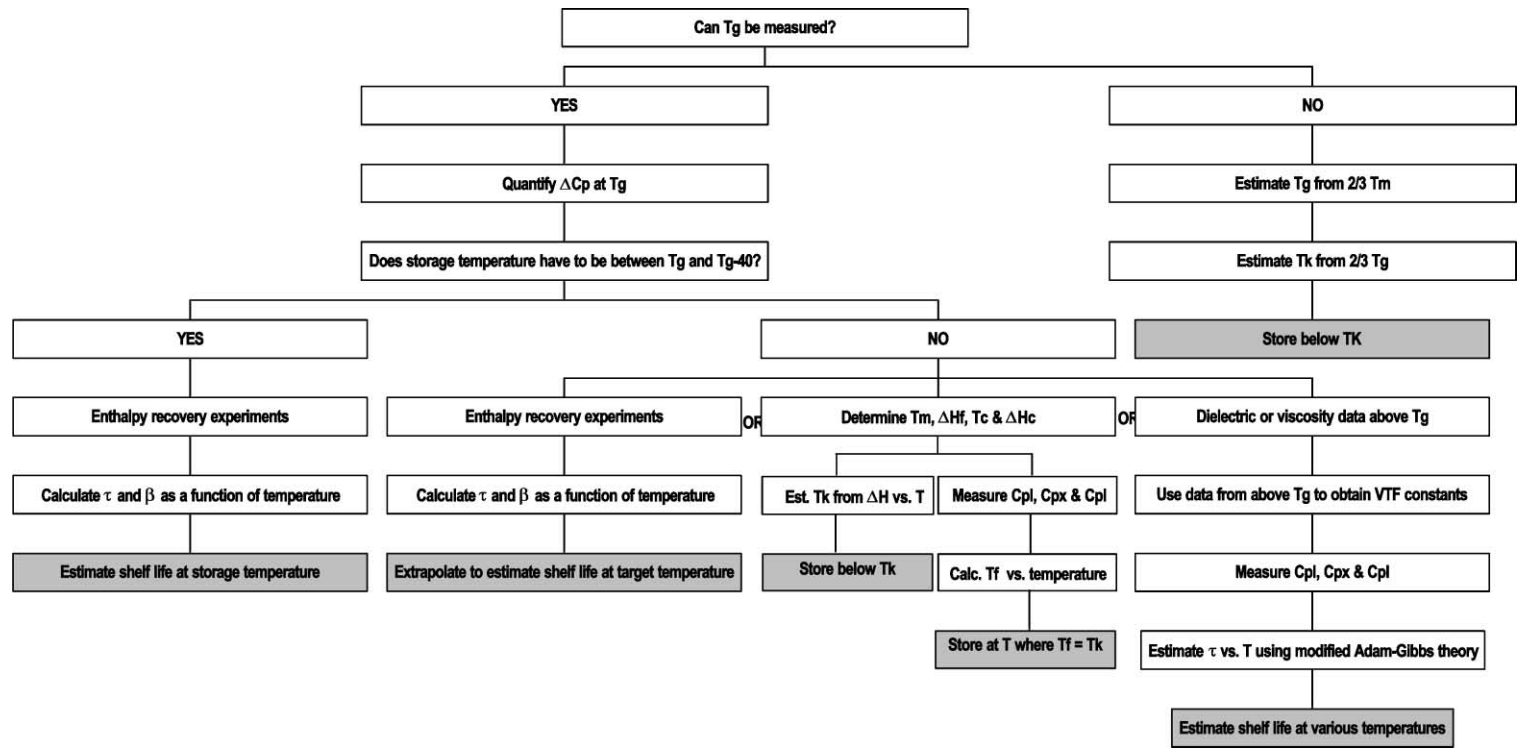 Can Tg be measured?
YES
NO
Quantify ΔCp at Tg
Estimate Tg from 2/3 Tm
Does storage temperature have to be between Tg and Tg-40?
Estimate Tk from 2/3 Tg
YES
NO
Store below TK
Enthalpy recovery experiments
Enthalpy recovery experiments
OR
Determine Tm, ΔHf, Tc & ΔHc
OR
Dielectric or viscosity data above Tg
Calculate τ and β as a function of temperature
Calculate τ and β as a function of temperature
Est. Tk from ΔH vs. T
Measure Cpl, Cpx & Cpl
Use data from above Tg to obtain VTF constants
Estimate shelf life at storage temperature
Extrapolate to estimate shelf life at target temperature
Store below Tk
Calc. Tf vs. temperature
Measure Cpl, Cpx & Cpl
Store at T where Tf = Tk
Estimate τ vs. T using modified Adam-Gibbs theory
Estimate shelf life at various temperatures